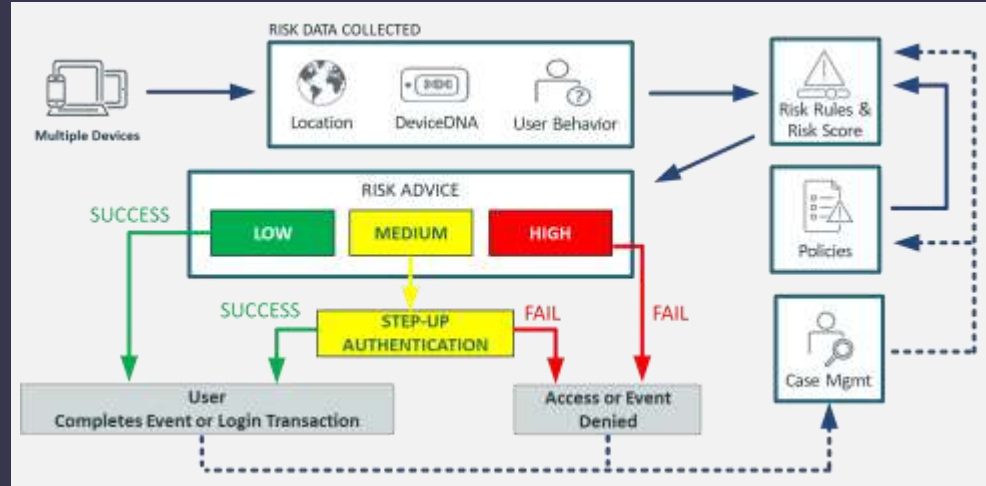 RISK DATA COLLECTED
Multiple Devices
Location
DeviceDNA
User Behavior
Risk Rules &
Risk Score
RISK ADVICE
SUCCESS
LOW
MEDIUM
HIGH
Policies
SUCCESS
STEP-UP
AUTHENTICATION
FAIL
FAIL
Case Mgmt
User
Completes Event or Login Transaction
Access or Event
Denied